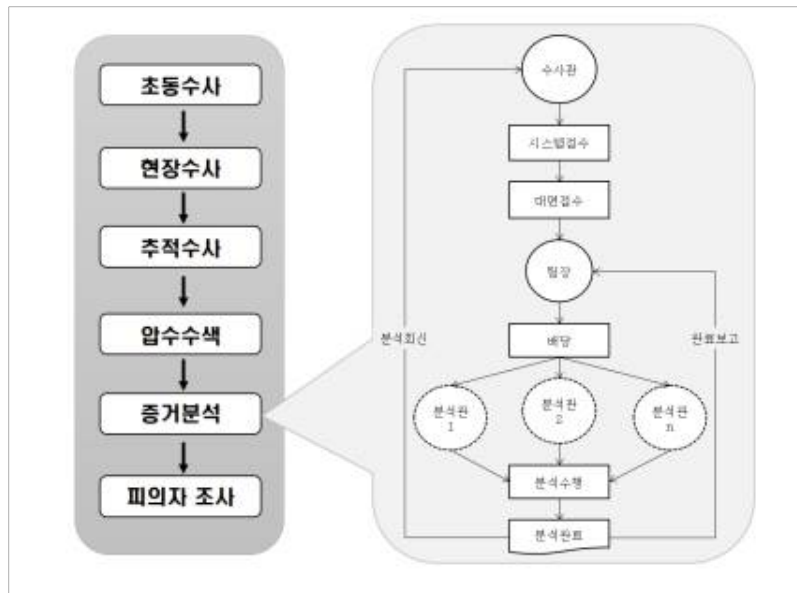 초동수사
현장수사
추적수사
압수수색
증거분석
피의자 조사
수사관
시스템접수
대면접수
팀장
배당
분석회신
완료보고
분석관
1
분석관
2
분석관
n
분석수행
분석완료